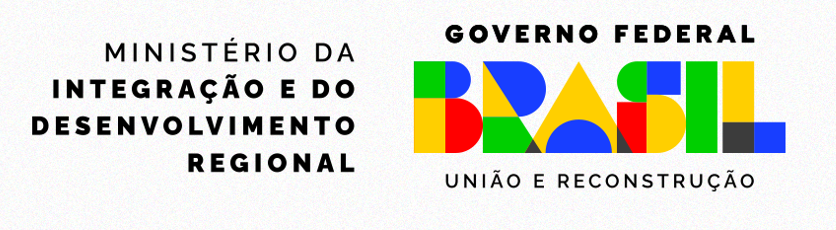 MINISTÉRIO DA
INTEGRAÇÃO E DO
DESENVOLVIMENTO
REGIONAL
GOVERNO FEDERAL
BRASIL
UNIÃO E RECONSTRUÇÃO